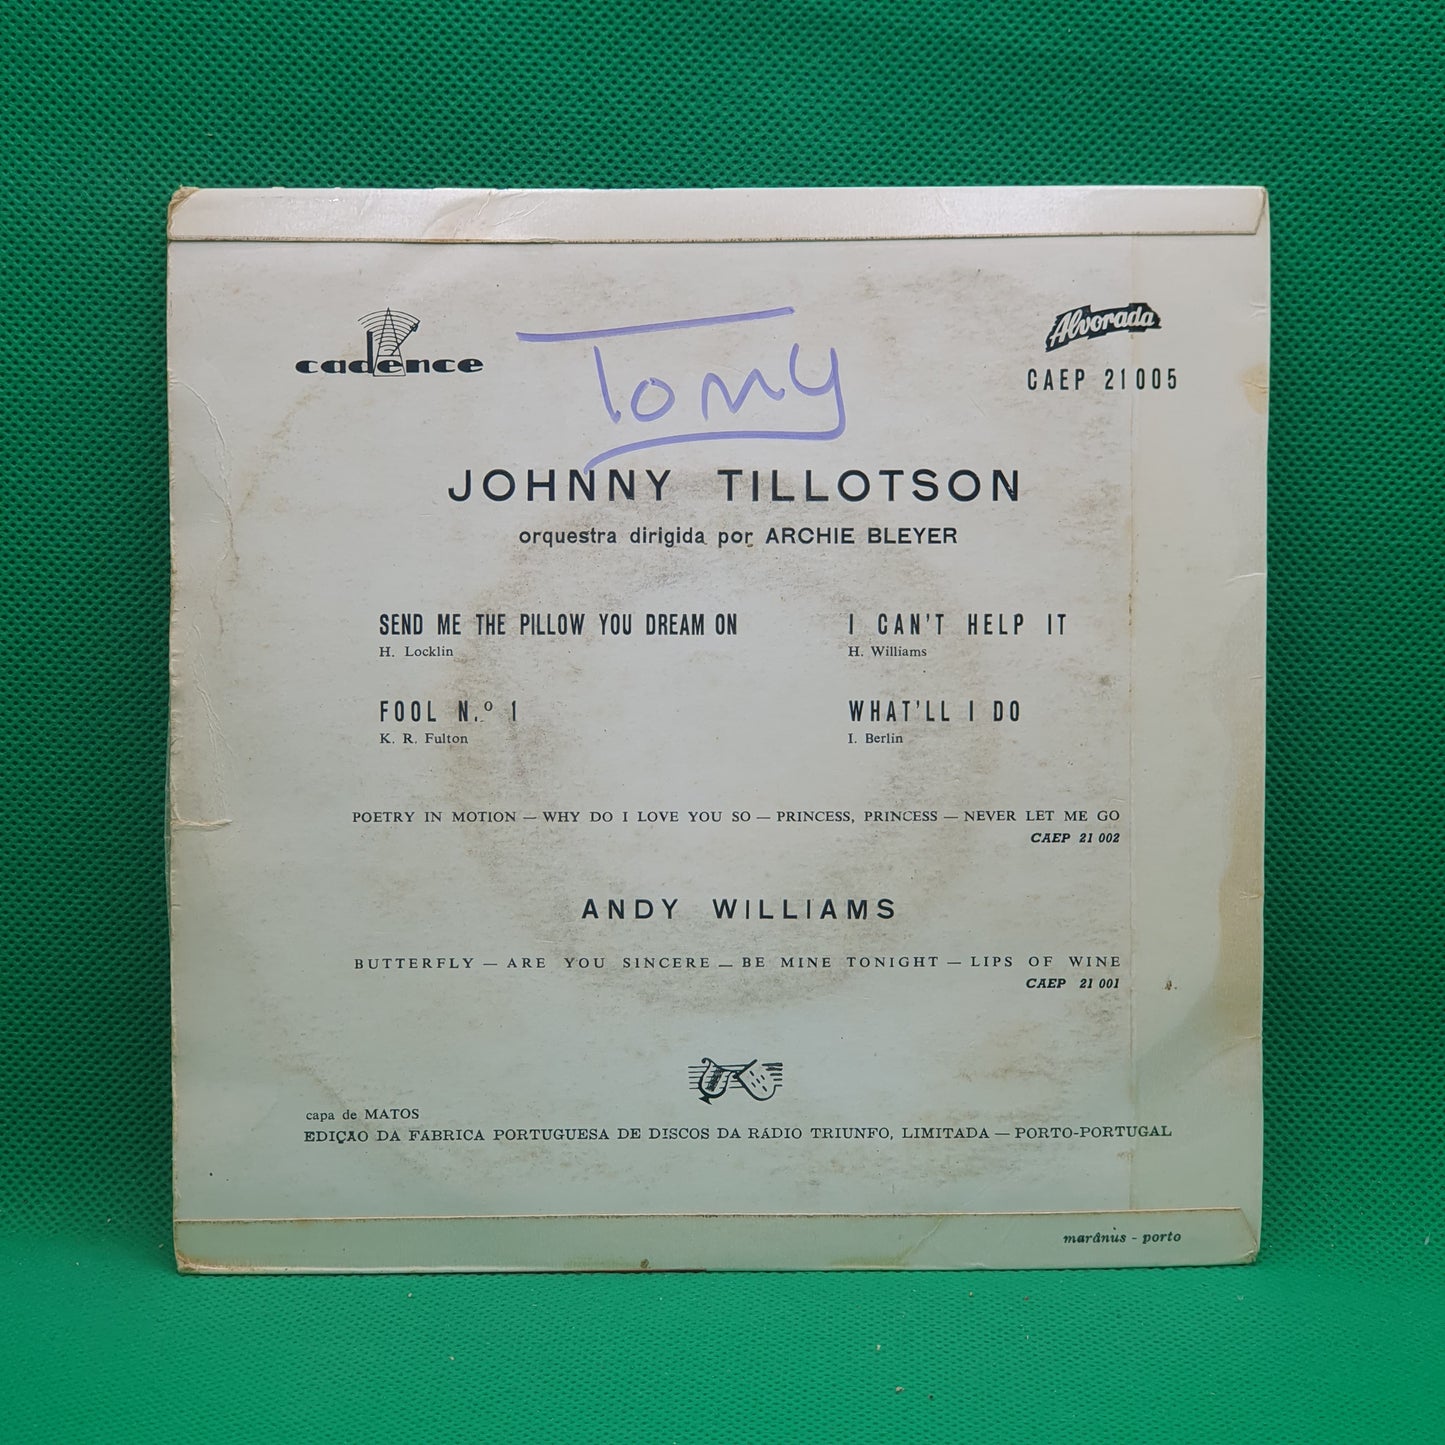 cadence
Tomy
Alvorada
CAEP 21 005
JOHNNY TILLOTSON
orquestra dirigida por ARCHIE BLEYER
SEND ME THE PILLOW YOU DREAM ON
H. Locklin
I CAN'T HELP IT
H. Williams
FOOL N.º 1
K. R. Fulton
WHAT'LL I DO
I. Berlin
POETRY IN MOTION — WHY DO I LOVE YOU SO — PRINCESS, PRINCESS — NEVER LET ME GO
CAEP 21 002
ANDY WILLIAMS
BUTTERFLY — ARE YOU SINCERE — BE MINE TONIGHT — LIPS OF WINE
CAEP 21 001
capa de MATOS
EDIÇAO DA FÁBRICA PORTUGUESA DE DISCOS DA RÁDIO TRIUNFO, LIMITADA — PORTO-PORTUGAL
marânus - porto